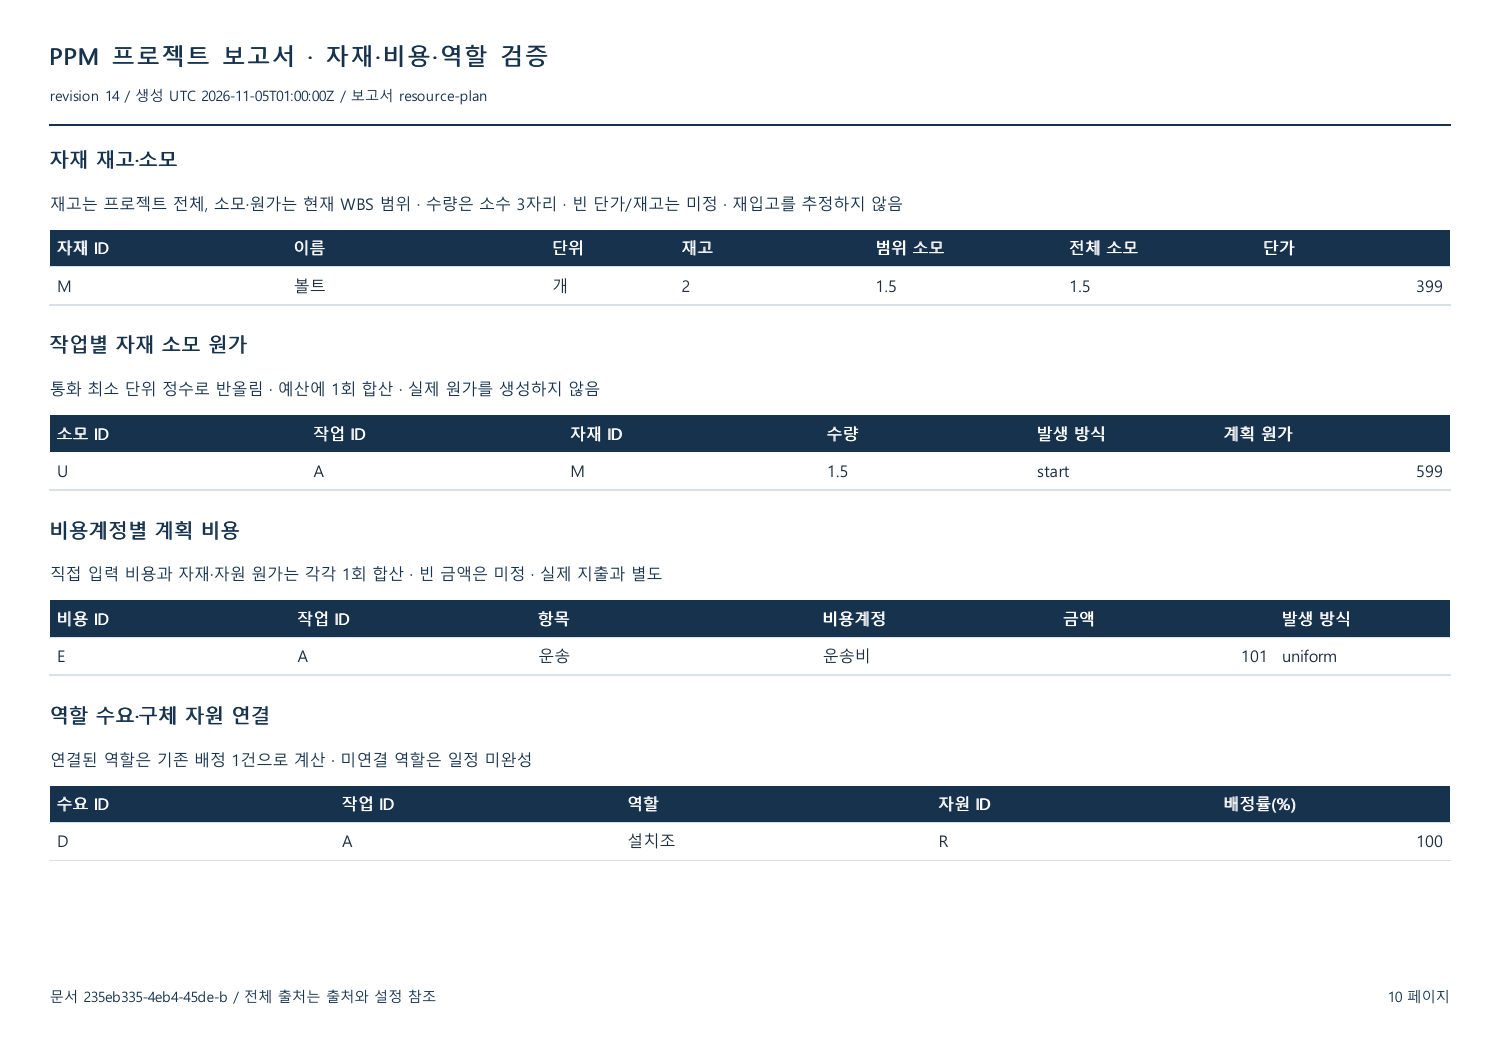 PPM 프로젝트 보고서 · 자재·비용·역할 검증
revision 14 / 생성 UTC 2026-11-05T01:00:00Z / 보고서 resource-plan
자재 재고·소모
재고는 프로젝트 전체, 소모·원가는 현재 WBS 범위 · 수량은 소수 3자리 · 빈 단가/재고는 미정 · 재입고를 추정하지 않음
자재 ID 이름 단위 재고 범위 소모 전체 소모 단가
M 볼트 개 2 1.5 1.5 399
작업별 자재 소모 원가
통화 최소 단위 정수로 반올림 · 예산에 1회 합산 · 실제 원가를 생성하지 않음
소모 ID 작업 ID 자재 ID 수량 발생 방식 계획 원가
U A M 1.5 start 599
비용계정별 계획 비용
직접 입력 비용과 자재·자원 원가는 각각 1회 합산 · 빈 금액은 미정 · 실제 지출과 별도
비용 ID 작업 ID 항목 비용계정 금액 발생 방식
E A 운송 운송비 101 uniform
역할 수요·구체 자원 연결
연결된 역할은 기존 배정 1건으로 계산 · 미연결 역할은 일정 미완성
수요 ID 작업 ID 역할 자원 ID 배정률(%)
D A 설치조 R 100
문서 235eb335-4eb4-45de-b / 전체 출처는 출처와 설정 참조 10 페이지